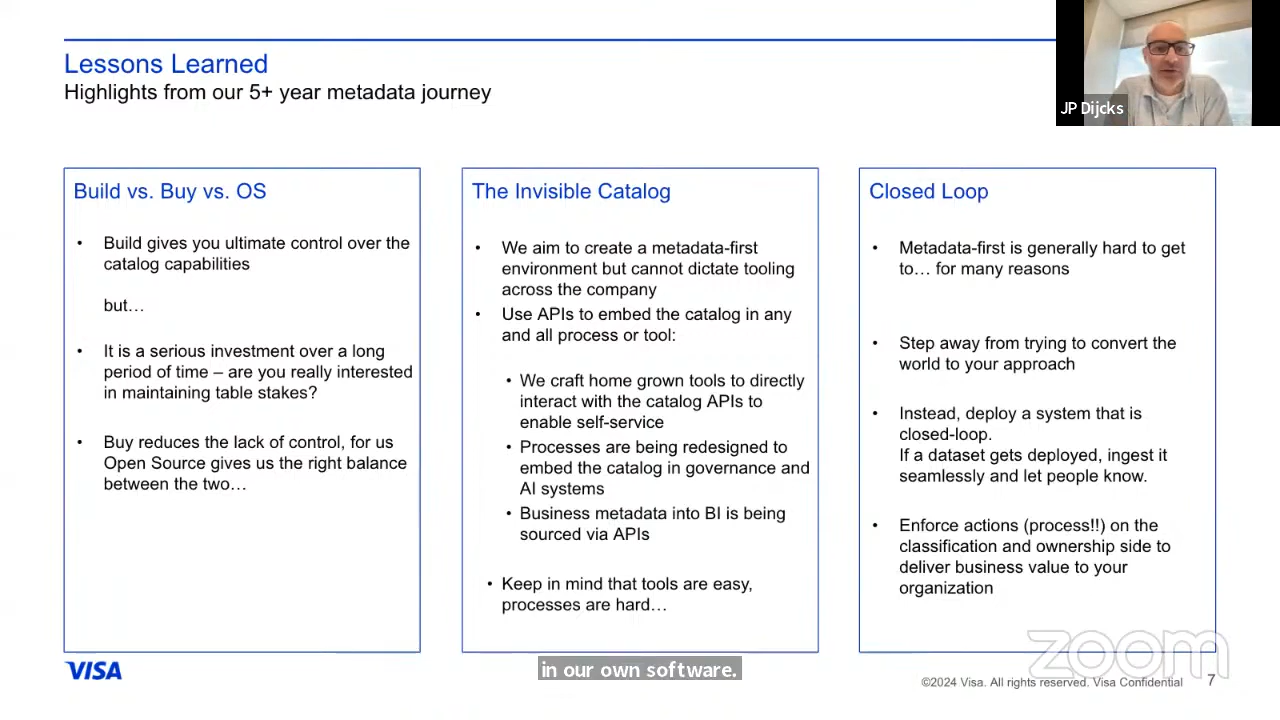 Lessons Learned
Highlights from our 5+ year metadata journey
JP Dijcks
Build vs. Buy vs. OS
• Build gives you ultimate control over the
catalog capabilities
but…
• It is a serious investment over a long
period of time – are you really interested
in maintaining table stakes?
• Buy reduces the lack of control, for us
Open Source gives us the right balance
between the two…
The Invisible Catalog
• We aim to create a metadata-first
environment but cannot dictate tooling
across the company
• Use APIs to embed the catalog in any
and all process or tool:
• We craft home grown tools to directly
interact with the catalog APIs to
enable self-service
• Processes are being redesigned to
embed the catalog in governance and
AI systems
• Business metadata into BI is being
sourced via APIs
• Keep in mind that tools are easy,
processes are hard…
Closed Loop
• Metadata-first is generally hard to get
to… for many reasons
• Step away from trying to convert the
world to your approach
• Instead, deploy a system that is
closed-loop.
If a dataset gets deployed, ingest it
seamlessly and let people know.
• Enforce actions (process!!) on the
classification and ownership side to
deliver business value to your
organization
zoom
VISA
in our own software.
©2024 Visa. All rights reserved. Visa Confidential
7